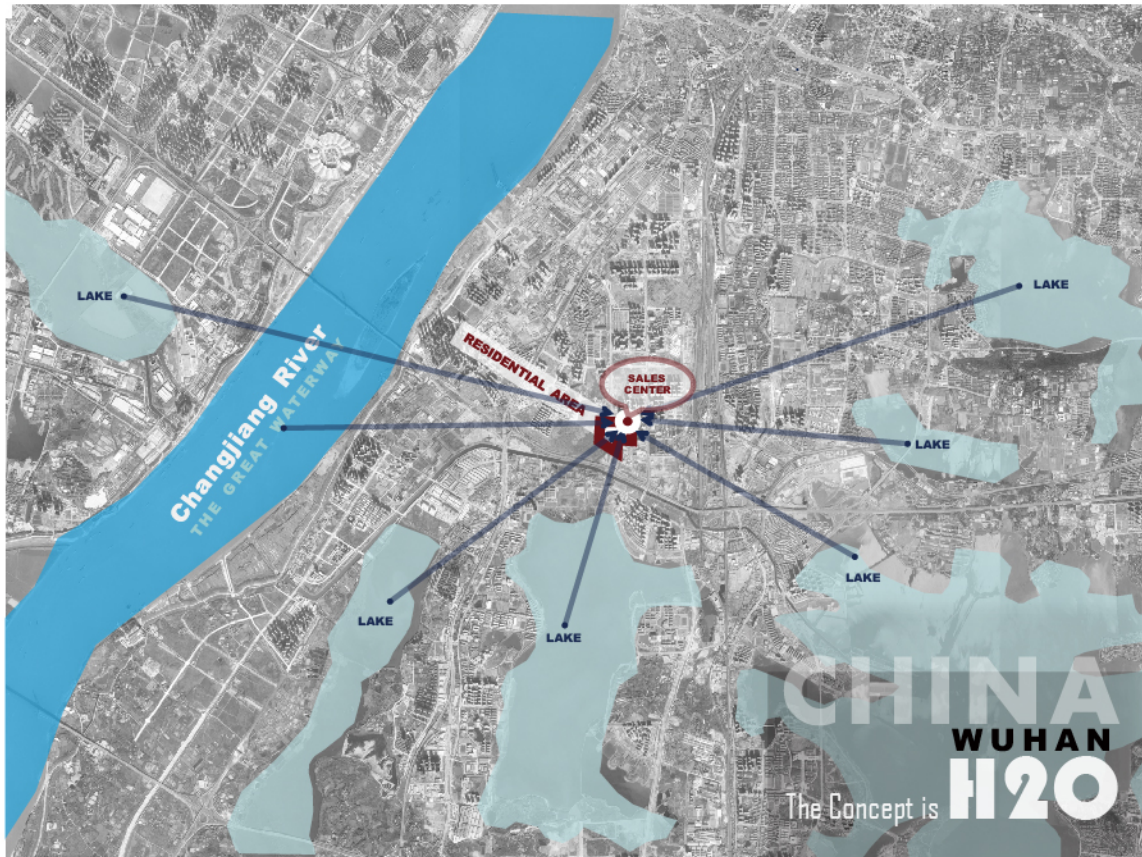 LAKE
LAKE
Changjiang River
THE GREAT WATERWAY
RESIDENTIAL AREA
SALES
CENTER
LAKE
LAKE
LAKE
LAKE
CHINA
WUHAN
The Concept is H2O